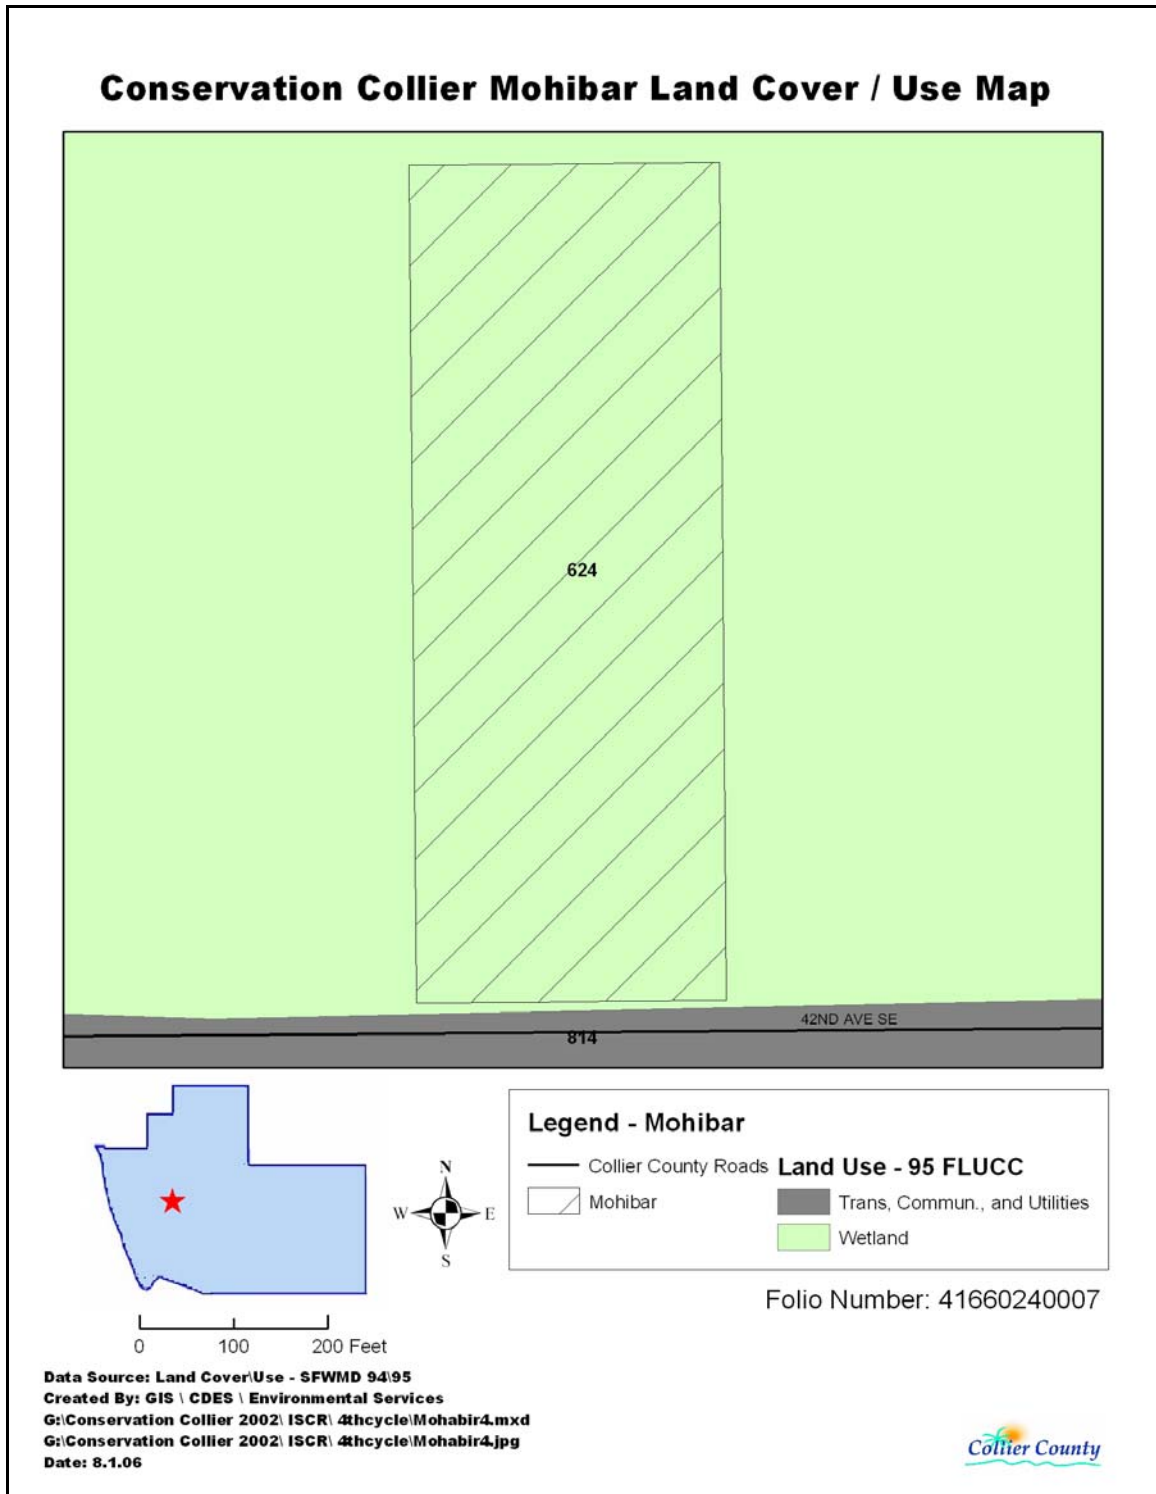 Conservation Collier Mohibar Land Cover / Use Map
624
42ND AVE SE
814
Legend - Mohibar
Collier County Roads
Mohibar
Land Use - 95 FLUCC
Trans, Commun., and Utilities
Wetland
N
W E
S
Folio Number: 41660240007
0 100 200 Feet
Data Source: Land Cover\Use - SFWMD 94\95
Created By: GIS \ CDES \ Environmental Services
G:\Conservation Collier 2002\ ISCR\ 4thcycle\Mohabir4.mxd
G:\Conservation Collier 2002\ ISCR\ 4thcycle\Mohabir4.jpg
Date: 8.1.06
Collier County